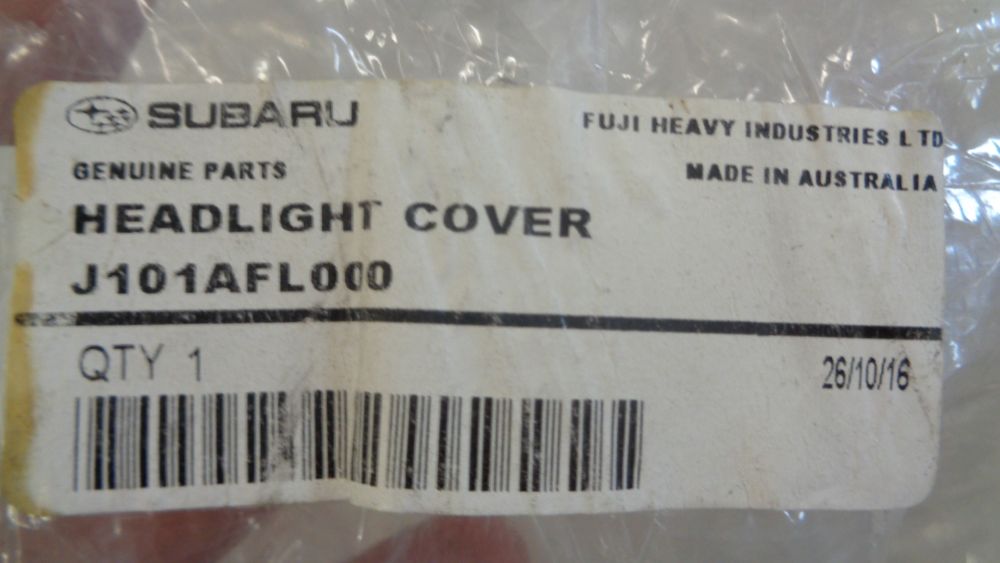 SUBARU
FUJI HEAVY INDUSTRIES LTD
GENUINE PARTS
MADE IN AUSTRALIA
HEADLIGHT COVER
J101AFL000
QTY 1
26/10/16